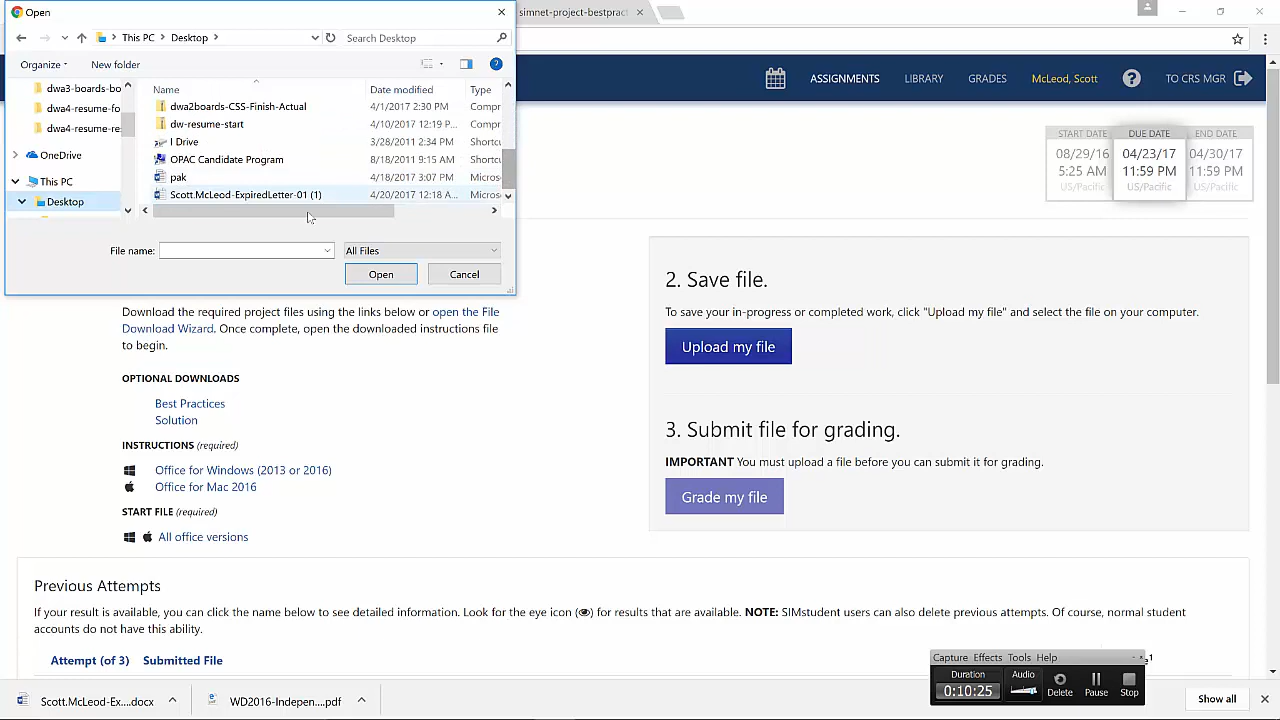 Open
simnet-project-bestpract
This PC
Desktop
Search Desktop
Organize
New folder
ASSIGNMENTS
LIBRARY
GRADES
McLeod, Scott
TO CRS MGR
Name
Date modified
Type
dwa3-boards-bo
dwa4-resume-fo
dwa4-resume-re
OneDrive
This PC
Desktop
dwa2boards-CSS-Finish-Actual
4/1/2017 2:30 PM
Compr
dw-resume-start
4/10/2017 12:19 P...
Compr
I Drive
3/28/2011 2:34 PM
Shortc
OPAC Candidate Program
8/18/2011 9:15 AM
Shortc
pak
4/18/2017 3:07 PM
Micros
Scott.McLeod-ExpiredLetter-01 (1)
4/20/2017 12:18 A...
Micros
File name:
All Files
Open
Cancel
START DATE
08/29/16
5:25 AM
US/Pacific
DUE DATE
04/23/17
11:59 PM
US/Pacific
END DATE
04/30/17
11:59 PM
US/Pacific
Download the required project files using the links below or open the File
Download Wizard. Once complete, open the downloaded instructions file
to begin.
OPTIONAL DOWNLOADS
Best Practices
Solution
INSTRUCTIONS (required)
Office for Windows (2013 or 2016)
Office for Mac 2016
START FILE (required)
All office versions
2. Save file.
To save your in-progress or completed work, click "Upload my file" and select the file on your computer.
Upload my file
3. Submit file for grading.
IMPORTANT You must upload a file before you can submit it for grading.
Grade my file
Previous Attempts
If your result is available, you can click the name below to see detailed information. Look for the eye icon () for results that are available. NOTE: SIMstudent users can also delete previous attempts. Of course, normal student
accounts do not have this ability.
Attempt (of 3)
Submitted File
Capture Effects Tools Help
Duration
0:10:25
Audio
Delete
Pause
Stop
Scott.McLeod-Ex....docx
WD2016-Indepen....pdf
Show all